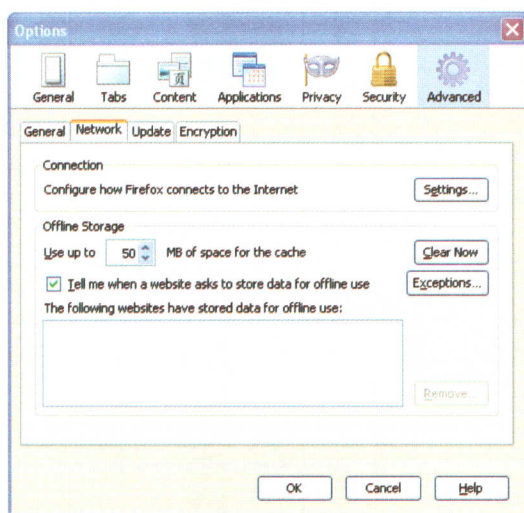 Options
General Tabs Content Applications Privacy Security Advanced
General Network Update Encryption
Connection
Configure how Firefox connects to the Internet Settings...
Offline Storage
Use up to 50 MB of space for the cache Clear Now
Tell me when a website asks to store data for offline use Exceptions...
The following websites have stored data for offline use:
Remove...
OK Cancel Help